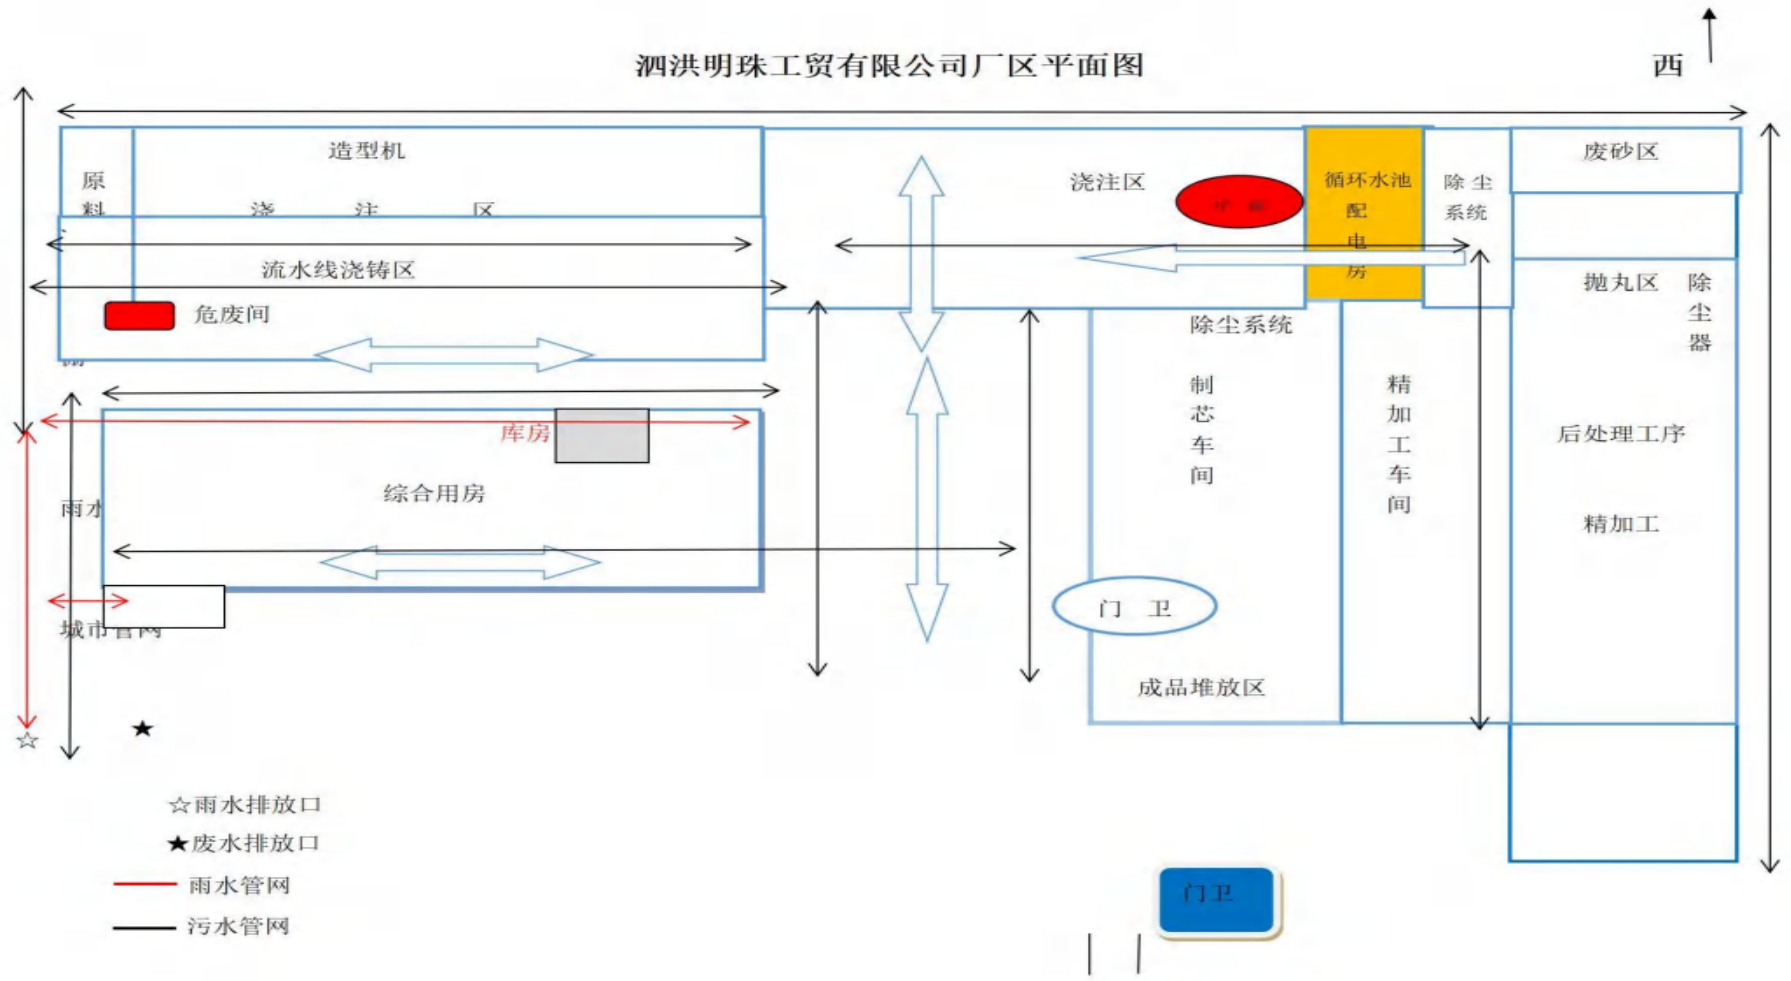 泗洪明珠工贸有限公司厂区平面图
西
造型机
原
料
浇 注 区
流水线浇铸区
危废间
浇注区
循环水池
配
电
房
除 尘
系统
废砂区
抛丸区
除
尘
器
除尘系统
制
芯
车
间
精
加
工
车
间
后处理工序
精加工
库房
综合用房
雨水
城市管网
门 卫
成品堆放区
☆
★
☆雨水排放口
★废水排放口
雨水管网
污水管网
门卫